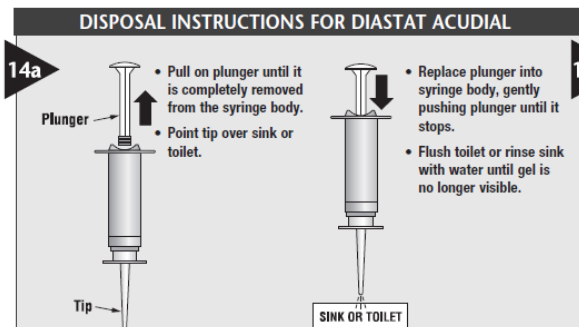 DISPOSAL INSTRUCTIONS FOR DIASTAT ACUDIAL
14a
Plunger
• Pull on plunger until it
is completely removed
from the syringe body.
• Point tip over sink or
toilet.
Tip
• Replace plunger into
syringe body, gently
pushing plunger until it
stops.
• Flush toilet or rinse sink
with water until gel is
no longer visible.
SINK OR TOILET